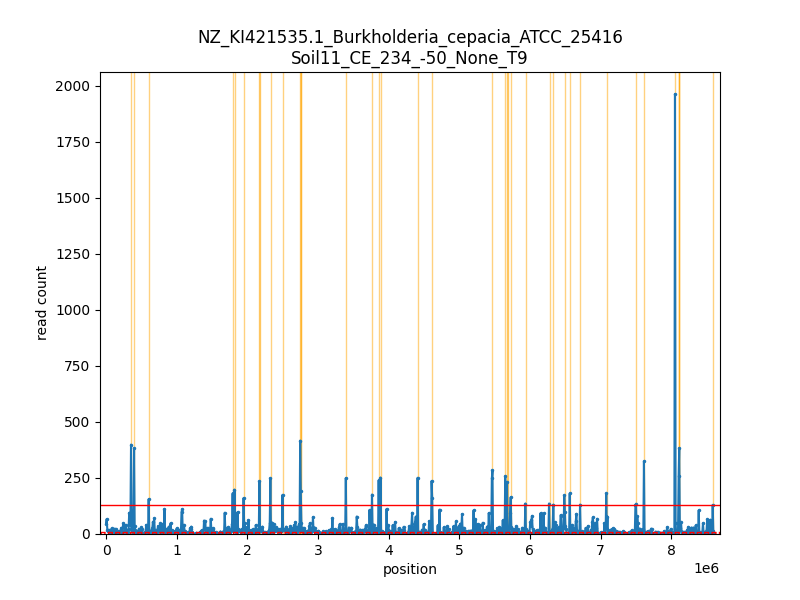 NZ_KI421535.1_Burkholderia_cepacia_ATCC_25416
Soil11_CE_234_-50_None_T9
2000
1750
1500
1250
1000
750
500
250
0
read count
0 1 2 3 4 5 6 7 8
1e6
position